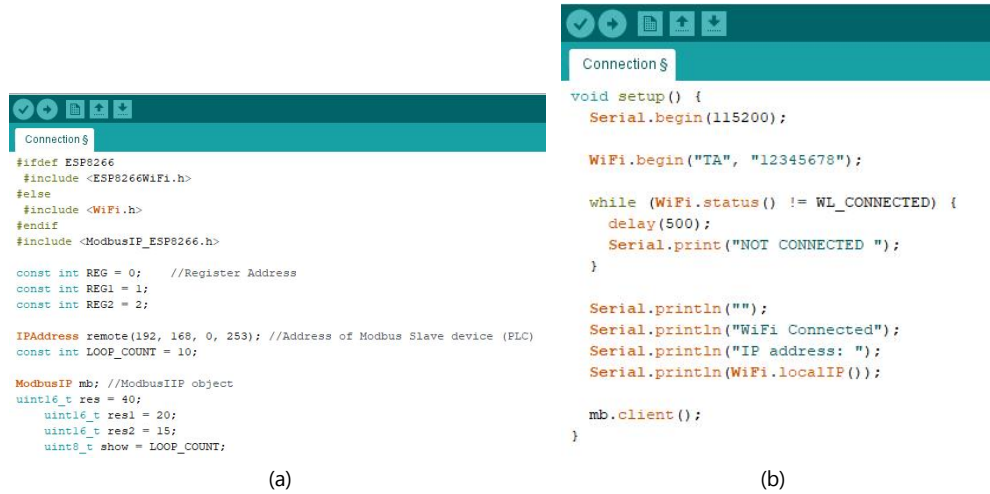 Connection §
#ifdef ESP8266
#include <ESP8266WiFi.h>
#else
#include <WiFi.h>
#endif
#include <ModbusIP_ESP8266.h>
const int REG = 0;    //Register Address
const int REG1 = 1;
const int REG2 = 2;
IPAddress remote(192, 168, 0, 253); //Address of Modbus Slave device (PLC)
const int LOOP_COUNT = 10;
ModbusIP mb; //ModbusIIP object
uint16_t res = 40;
uint16_t res1 = 20;
uint16_t res2 = 15;
uint8_t show = LOOP_COUNT;
(a)
Connection §
void setup() {
Serial.begin(115200);
WiFi.begin("TA", "12345678");
while (WiFi.status() != WL_CONNECTED) {
delay(500);
Serial.print("NOT CONNECTED ");
}
Serial.println("");
Serial.println("WiFi Connected");
Serial.println("IP address: ");
Serial.println(WiFi.localIP());
mb.client();
}
(b)